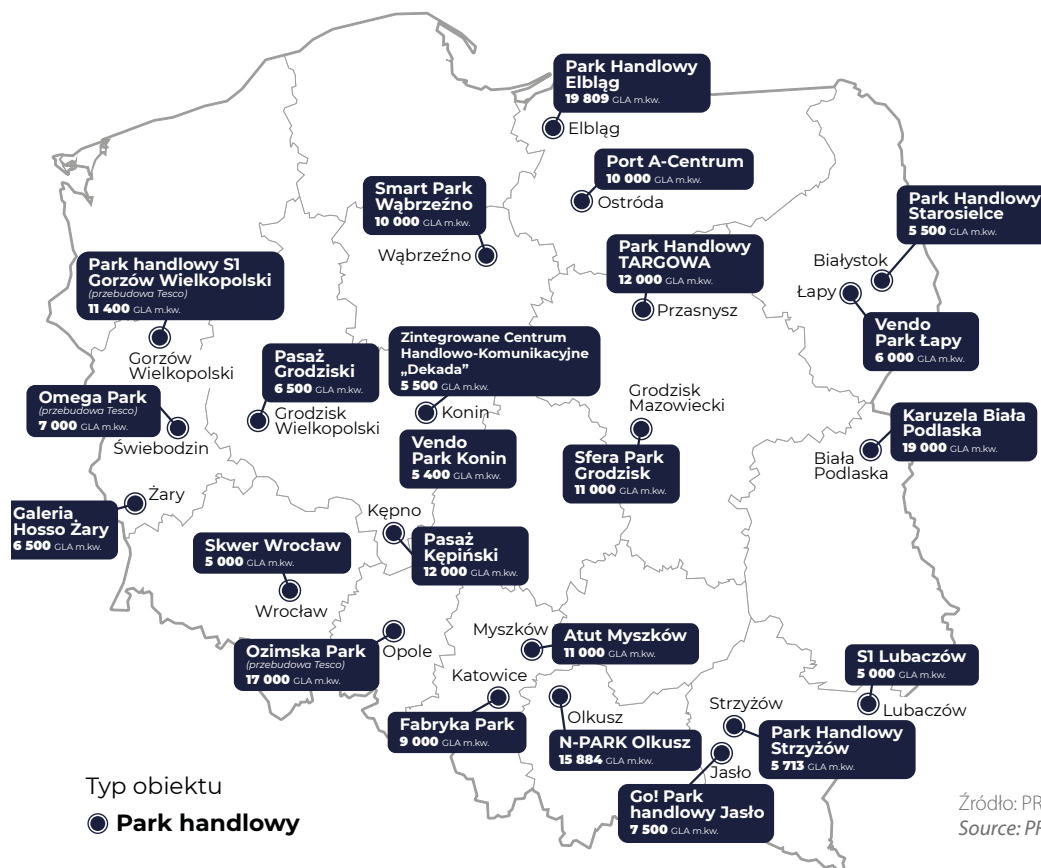 Park Handlowy
Elbląg
19 809 GLA m.kw.
Elbląg
Port A-Centrum
10 000 GLA m.kw.
Ostróda
Smart Park
Wąbrzeźno
10 000 GLA m.kw.
Wąbrzeźno
Park Handlowy
Starosielce
5 500 GLA m.kw.
Białystok
Park Handlowy
TARGOWA
12 000 GLA m.kw.
Przasnysz
Łapy
Vendo
Park Łapy
6 000 GLA m.kw.
Park handlowy S1
Gorzów Wielkopolski
(przebudowa Tesco)
11 400 GLA m.kw.
Gorzów
Wielkopolski
Pasaż
Grodziski
6 500 GLA m.kw.
Grodzisk
Wielkopolski
Zintegrowane Centrum
Handlowo-Komunikacyjne
„Dekada”
5 500 GLA m.kw.
Konin
Vendo
Park Konin
5 400 GLA m.kw.
Grodzisk
Mazowiecki
Sfera Park
Grodzisk
11 000 GLA m.kw.
Omega Park
(przebudowa Tesco)
7 000 GLA m.kw.
Świebodzin
Karuzela Biała
Podlaska
19 000 GLA m.kw.
Biała
Podlaska
Żary
Galeria
Hosso Żary
6 500 GLA m.kw.
Kępno
Pasaż
Kępiński
12 000 GLA m.kw.
Skwer Wrocław
5 000 GLA m.kw.
Wrocław
Ozimska Park
(przebudowa Tesco)
17 000 GLA m.kw.
Opole
Myszków
Atut Myszków
11 000 GLA m.kw.
Katowice
Fabryka Park
9 000 GLA m.kw.
Olkusz
N-PARK Olkusz
15 884 GLA m.kw.
S1 Lubaczów
5 000 GLA m.kw.
Lubaczów
Strzyżów
Park Handlowy
Strzyżów
5 713 GLA m.kw.
Jasło
Go! Park
handlowy Jasło
7 500 GLA m.kw.
Typ obiektu
Park handlowy
Źródło: PR
Source: PR